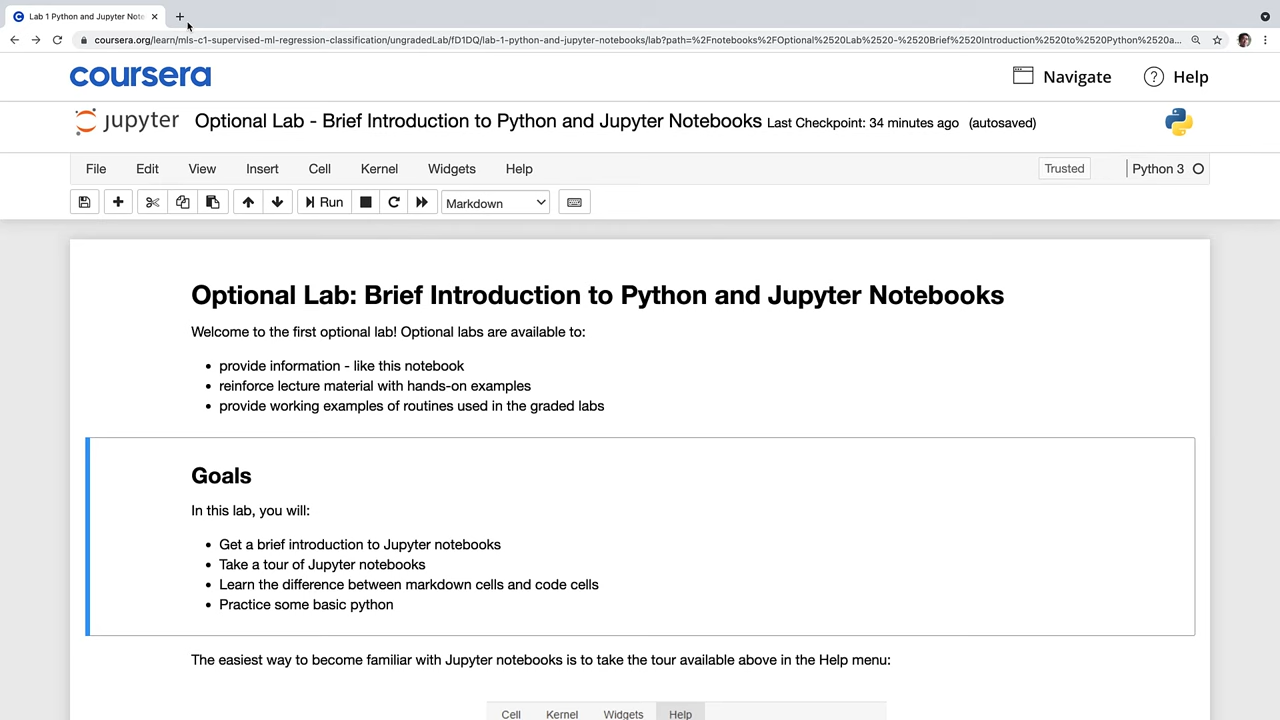 Lab 1 Python and Jupyter Note
coursera.org/learn/mls-c1-supervised-ml-regression-classification/ungradedLab/fD1DQ/lab-1-python-and-jupyter-notebooks/lab?path=%2Fnotebooks%2FOptional%2520Lab%2520-%2520Brief%2520Introduction%2520to%2520Python%2520a...
coursera
Navigate
Help
jupyter Optional Lab - Brief Introduction to Python and Jupyter Notebooks Last Checkpoint: 34 minutes ago (autosaved)
File Edit View Insert Cell Kernel Widgets Help Trusted Python 3
Run Markdown
Optional Lab: Brief Introduction to Python and Jupyter Notebooks
Welcome to the first optional lab! Optional labs are available to:
• provide information - like this notebook
• reinforce lecture material with hands-on examples
• provide working examples of routines used in the graded labs
Goals
In this lab, you will:
• Get a brief introduction to Jupyter notebooks
• Take a tour of Jupyter notebooks
• Learn the difference between markdown cells and code cells
• Practice some basic python
The easiest way to become familiar with Jupyter notebooks is to take the tour available above in the Help menu:
Cell Kernel Widgets Help